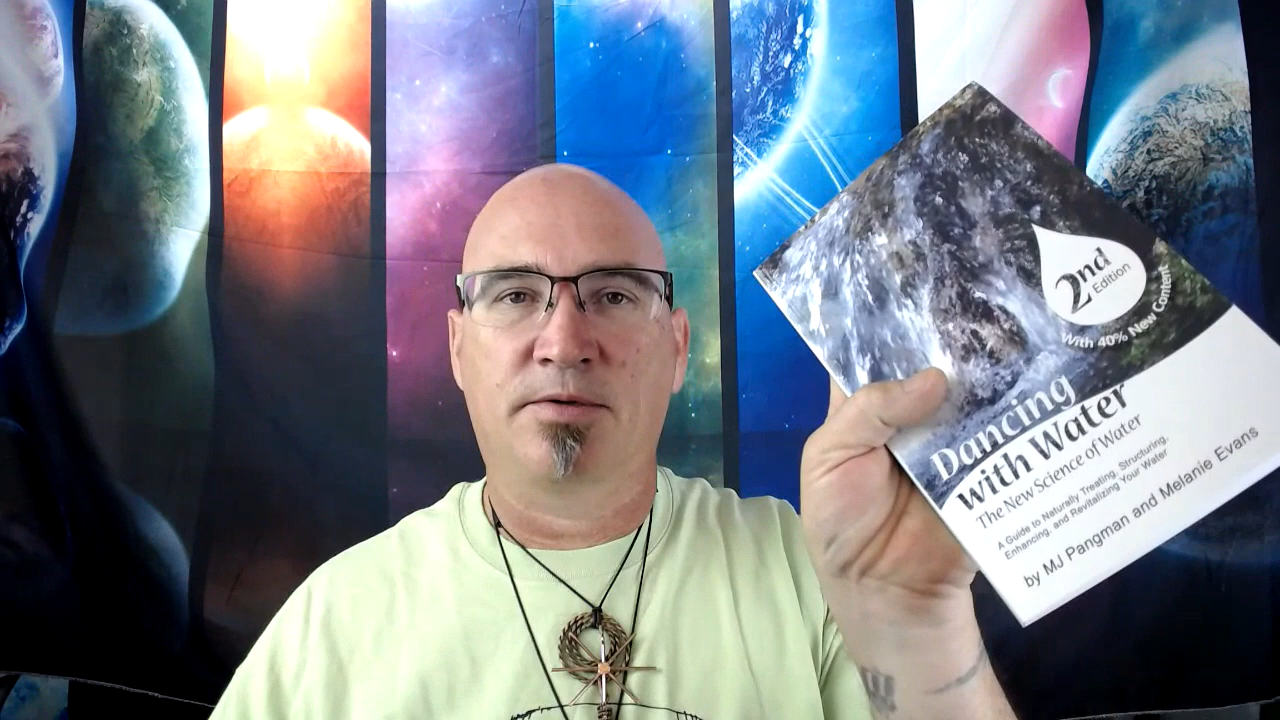 2nd
Edition
With 40% New Content
Dancing
with Water
The New Science of Water
A Guide to Naturally Treating, Structuring,
Enhancing, and Revitalizing Your Water
by MJ Pangman and Melanie Evans